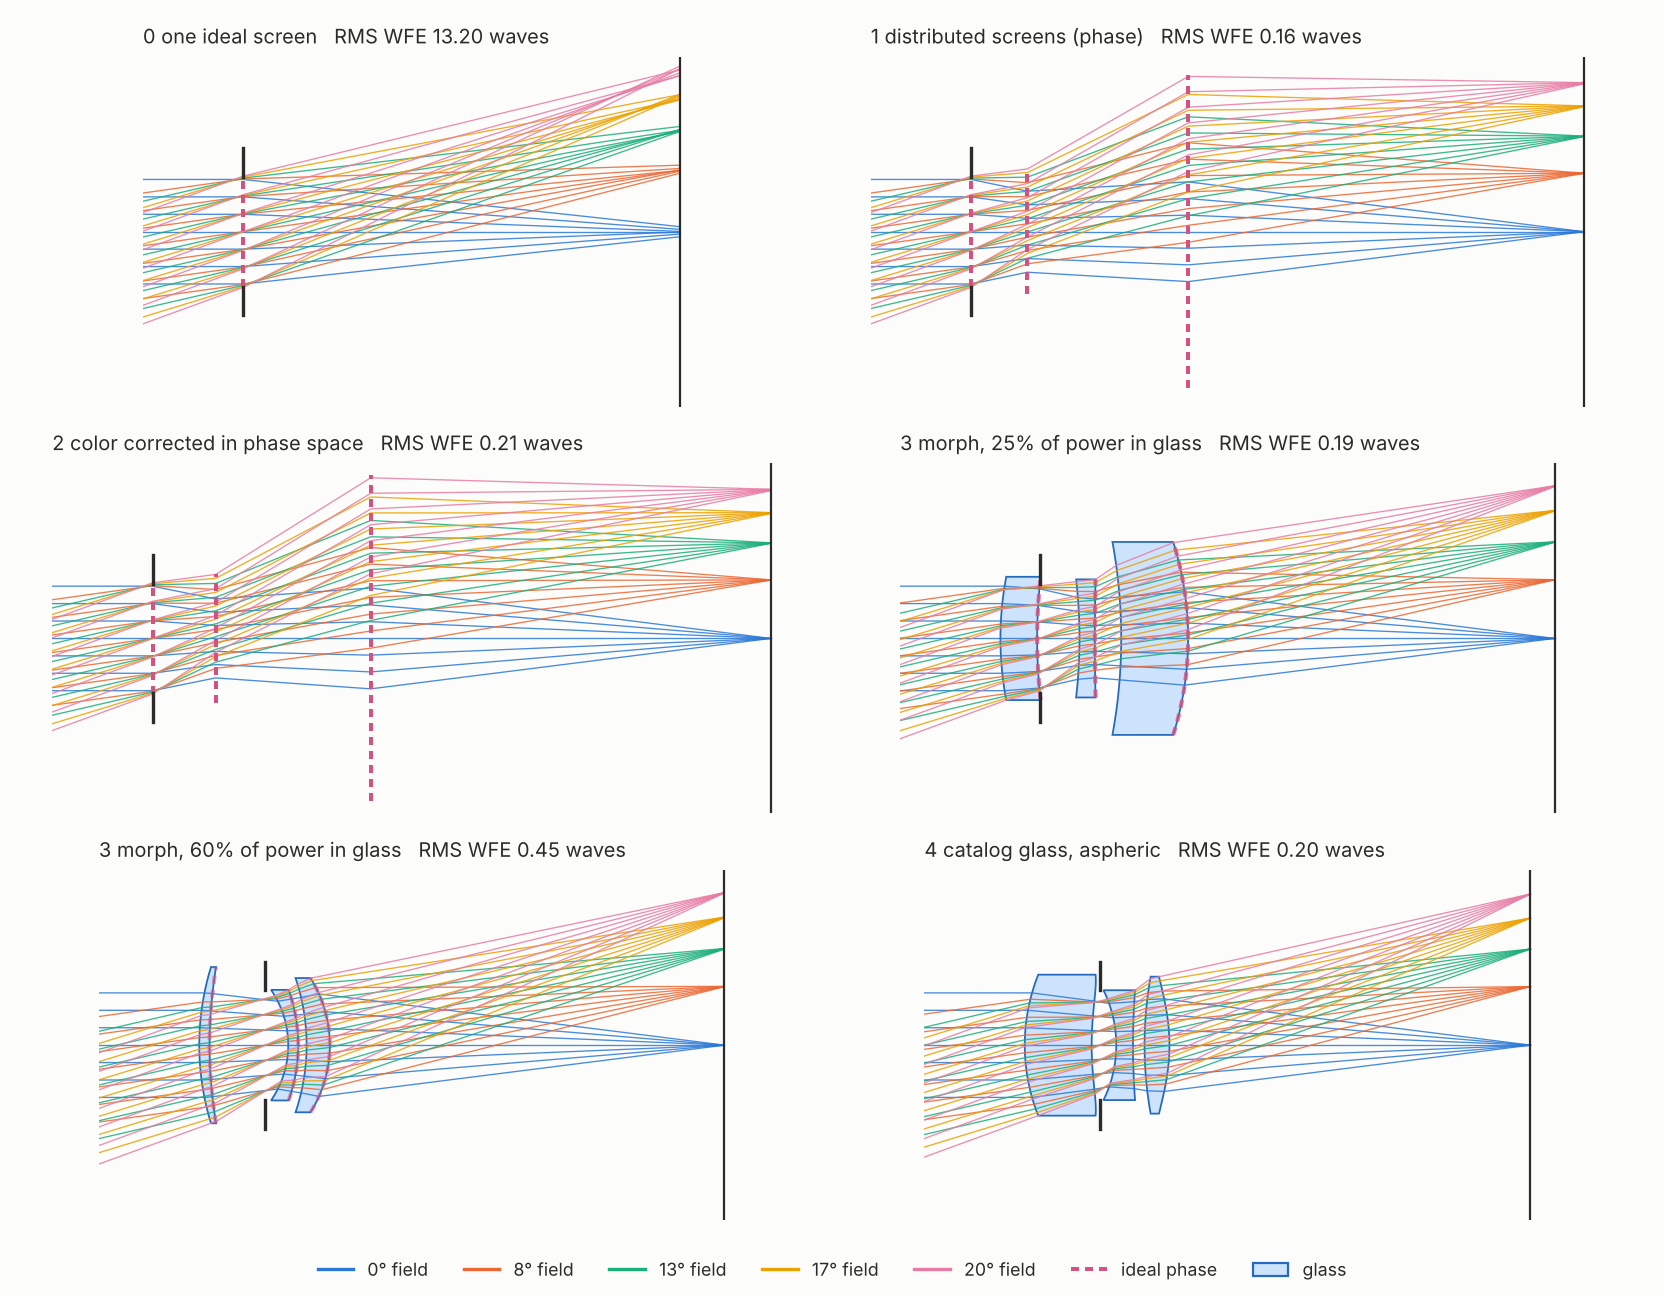 0 one ideal screen   RMS WFE 13.20 waves
1 distributed screens (phase)   RMS WFE 0.16 waves
2 color corrected in phase space   RMS WFE 0.21 waves
3 morph, 25% of power in glass   RMS WFE 0.19 waves
3 morph, 60% of power in glass   RMS WFE 0.45 waves
4 catalog glass, aspheric   RMS WFE 0.20 waves
0° field   8° field   13° field   17° field   20° field   ideal phase   glass